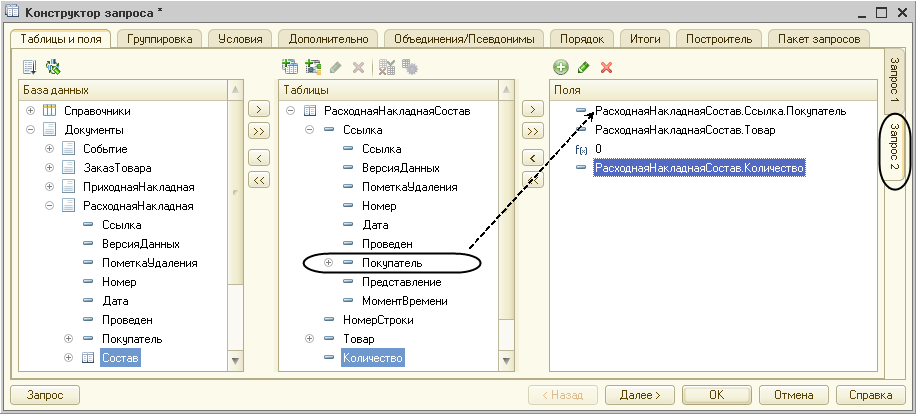 Конструктор запроса *
Таблицы и поля
Группировка
Условия
Дополнительно
Объединения/Псевдонимы
Порядок
Итоги
Построитель
Пакет запросов
База данных
Справочники
Документы
Событие
ЗаказТовара
ПриходнаяНакладная
РасходнаяНакладная
Ссылка
ВерсияДанных
ПометкаУдаления
Номер
Дата
Проведен
Покупатель
Состав
>
>>
<
<<
Таблицы
РасходнаяНакладнаяСостав
Ссылка
Ссылка
ВерсияДанных
ПометкаУдаления
Номер
Дата
Проведен
Покупатель
Представление
МоментВремени
НомерСтроки
Товар
Количество
>
>>
<
<<
Поля
РасходнаяНакладнаяСостав.Ссылка.Покупатель
РасходнаяНакладнаяСостав.Товар
f(x) 0
РасходнаяНакладнаяСостав.Количество
Запрос 1
Запрос 2
Запрос
< Назад
Далее >
OK
Отмена
Справка